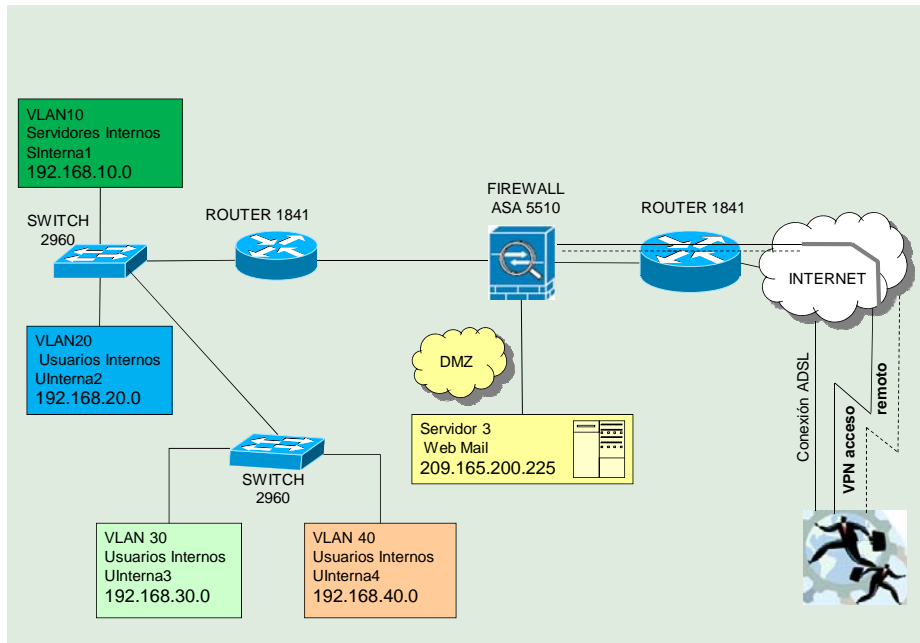 VLAN10
Servidores Internos
SInterna1
192.168.10.0
SWITCH
2960
ROUTER 1841
FIREWALL
ASA 5510
ROUTER 1841
INTERNET
VLAN20
Usuarios Internos
UInterna2
192.168.20.0
DMZ
Servidor 3
Web Mail
209.165.200.225
Conexión ADSL
VPN acceso
remoto
SWITCH
2960
VLAN 30
Usuarios Internos
UInterna3
192.168.30.0
VLAN 40
Usuarios Internos
UInterna4
192.168.40.0